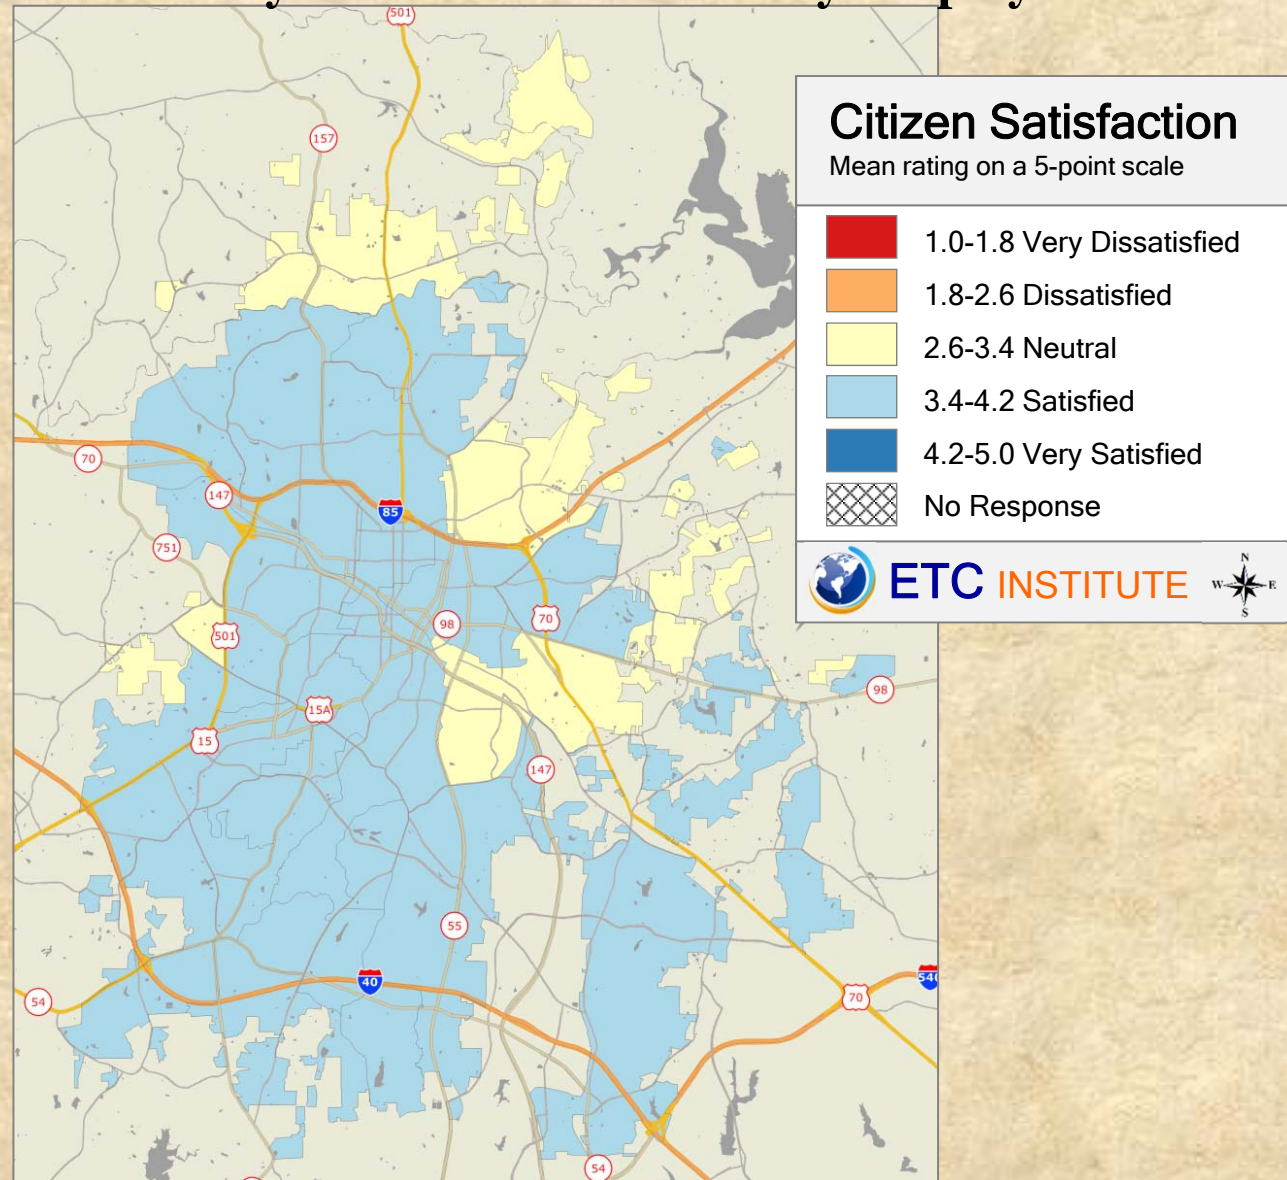 501
157
Citizen Satisfaction
Mean rating on a 5-point scale
1.0-1.8 Very Dissatisfied
1.8-2.6 Dissatisfied
2.6-3.4 Neutral
3.4-4.2 Satisfied
4.2-5.0 Very Satisfied
No Response
ETC INSTITUTE
N
W E
S
70
147
85
751
98
70
501
98
15A
15
147
55
40
540
54
70
54